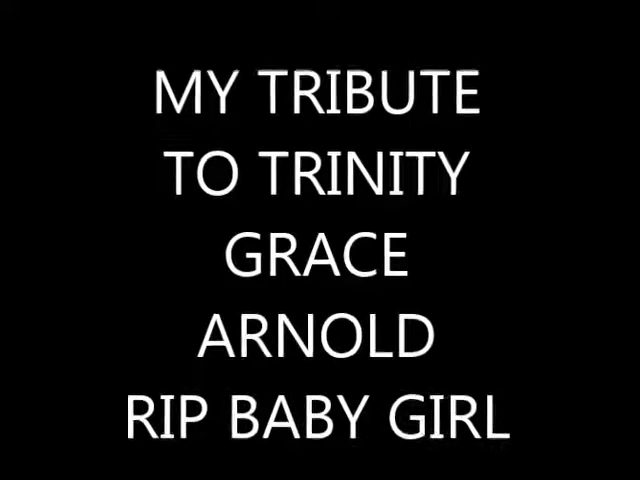 MY TRIBUTE
TO TRINITY
GRACE
ARNOLD
RIP BABY GIRL